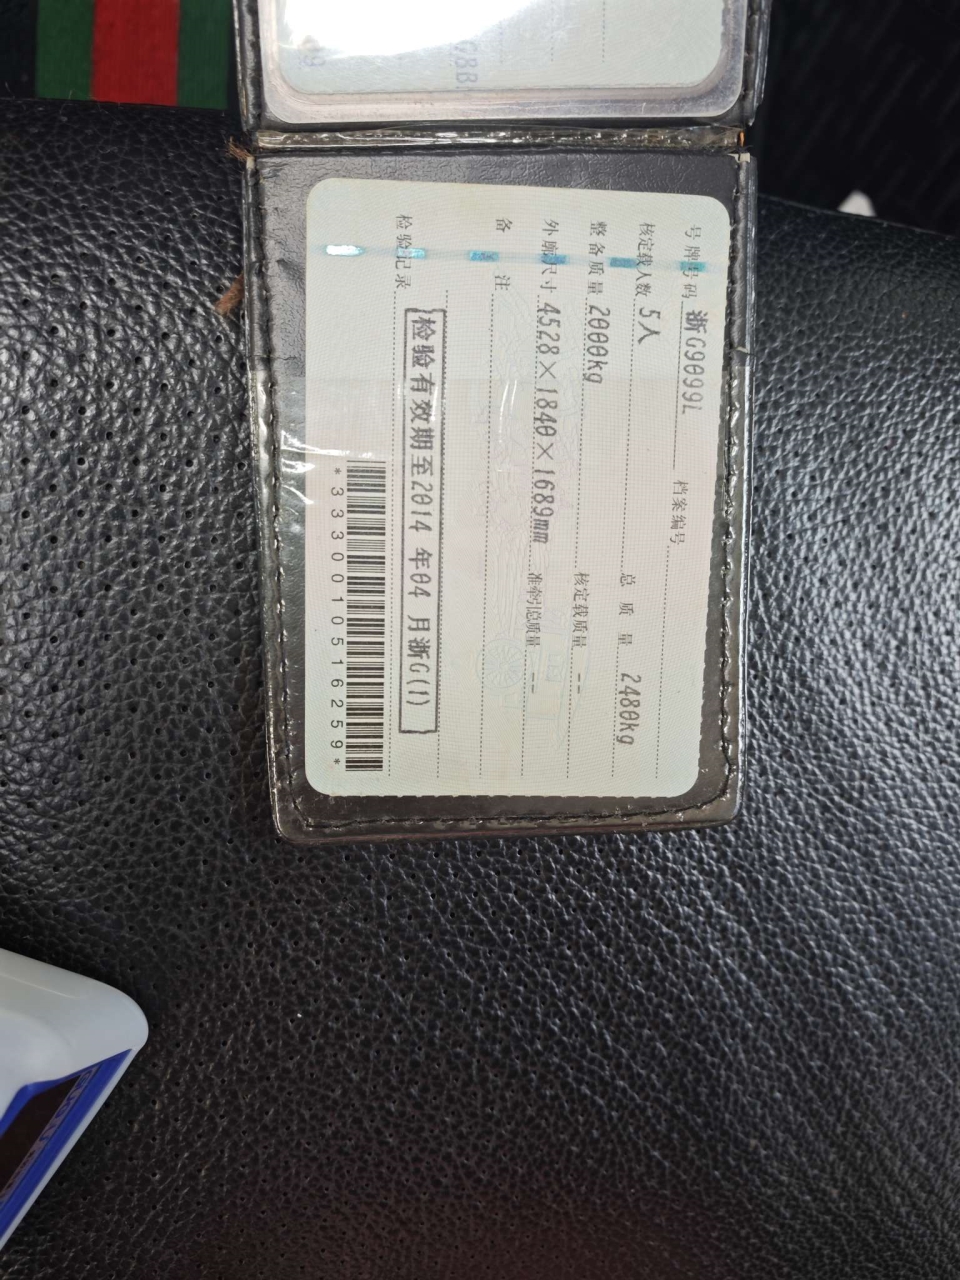 号牌号码 浙G9099L 档案编号
核定载人数 5人 总质量 2480kg
整备质量 2000kg 核定载质量 --
外廓尺寸 4528×1840×1689mm 准牵引总质量 --
备注
检验记录 检验有效期至2014年04月浙G(1)
*3330010516259*